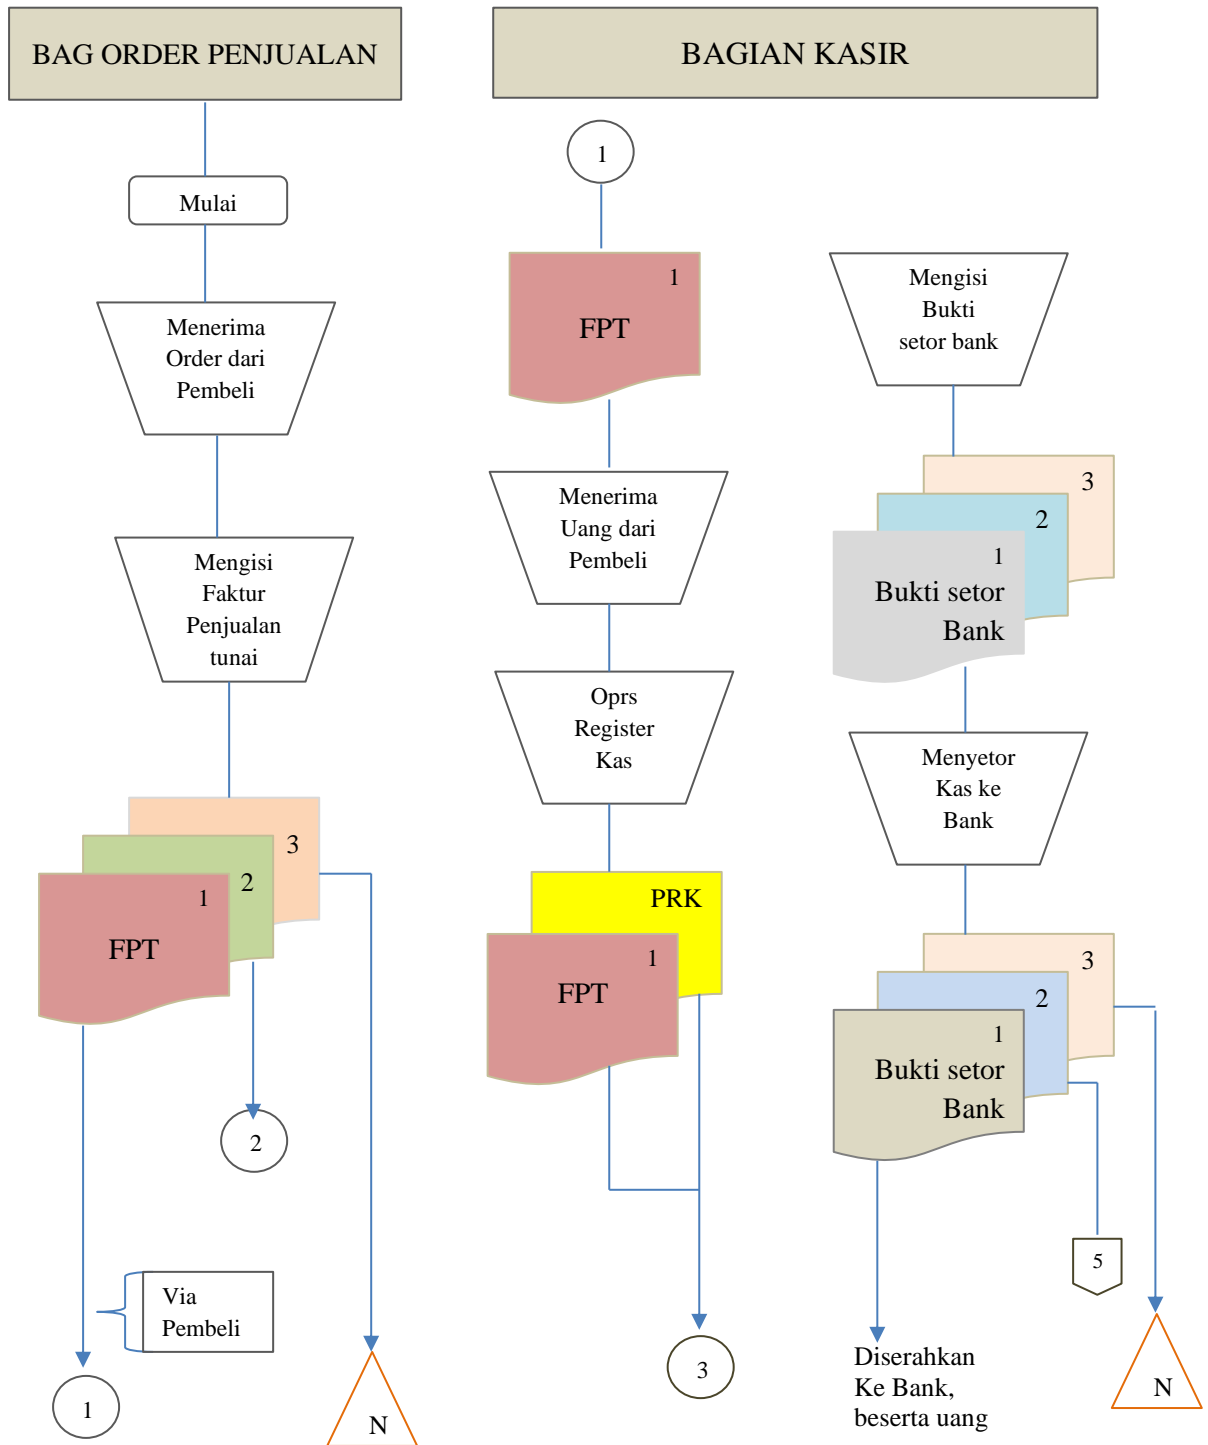 BAG ORDER PENJUALAN
Mulai
Menerima
Order dari
Pembeli
Mengisi
Faktur
Penjualan
tunai
3
2
1
FPT
2
Via
Pembeli
1
N
BAGIAN KASIR
1
1
FPT
Menerima
Uang dari
Pembeli
Oprs
Register
Kas
PRK
1
FPT
3
Mengisi
Bukti
setor bank
3
2
1
Bukti setor
Bank
Menyetor
Kas ke
Bank
3
2
1
Bukti setor
Bank
5
Diserahkan
Ke Bank,
beserta uang
N